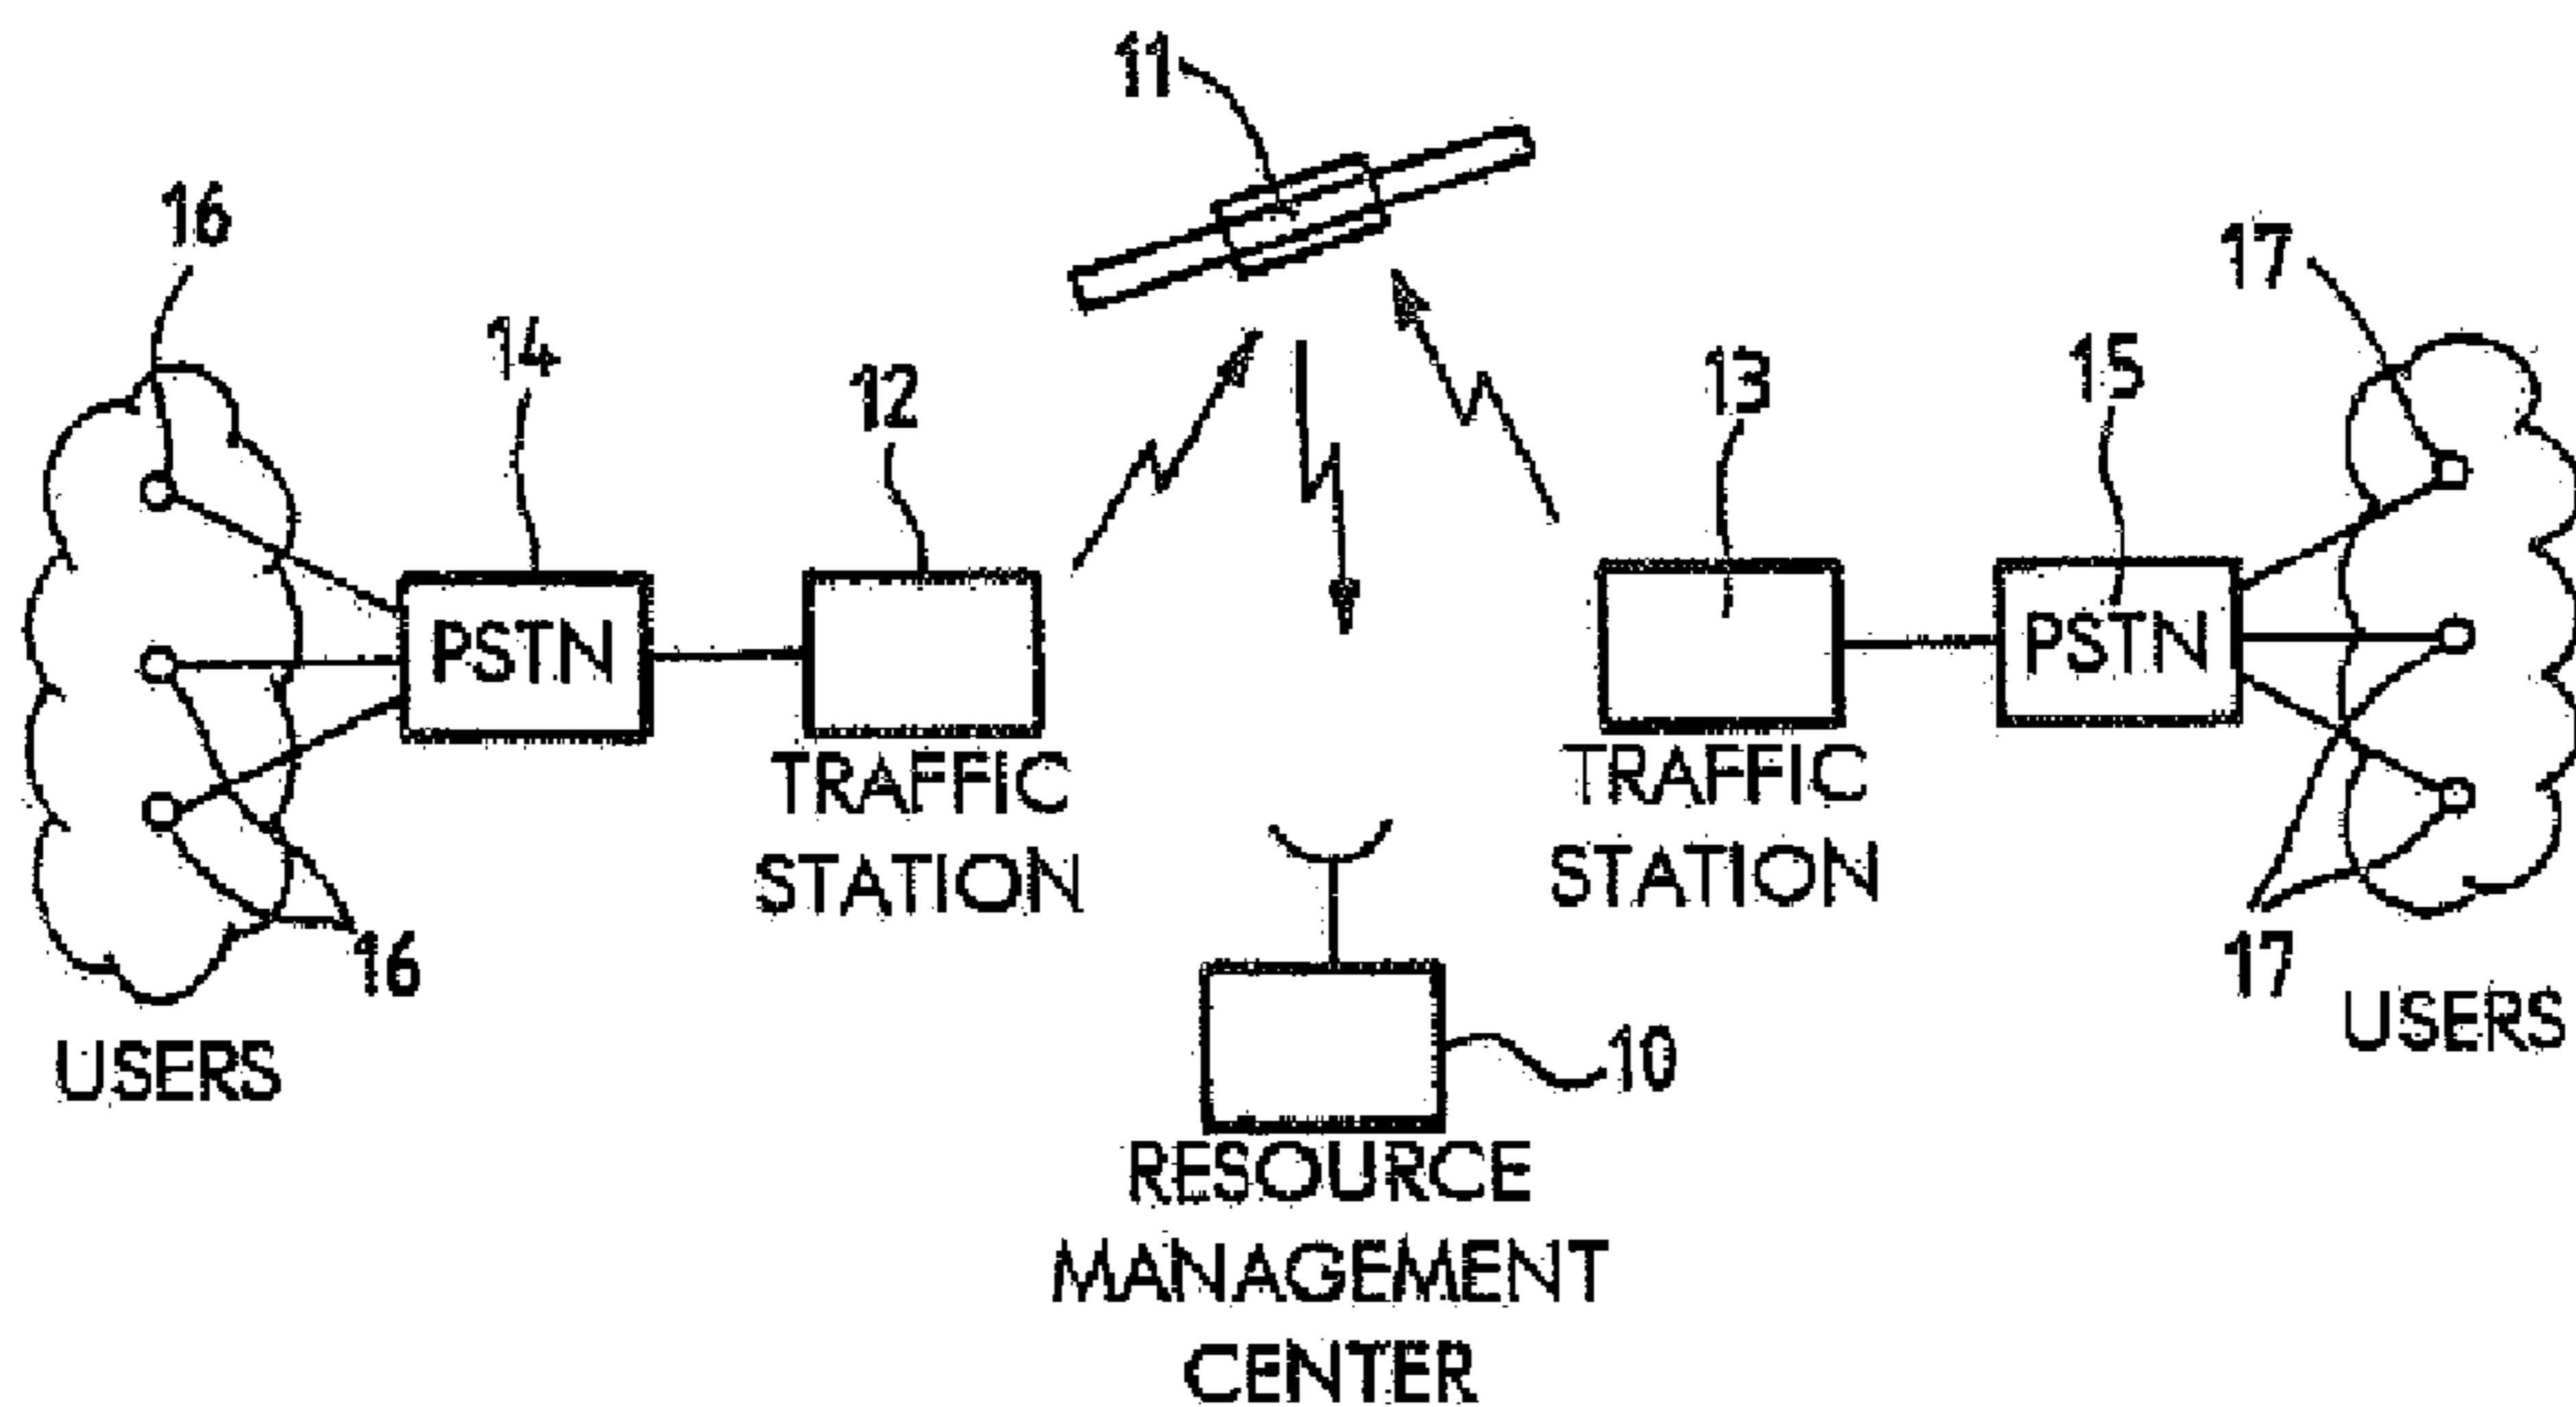 11
16
17
14
15
12
13
PSTN
PSTN
TRAFFIC
STATION
TRAFFIC
STATION
16
17
USERS
USERS
10
RESOURCE
MANAGEMENT
CENTER